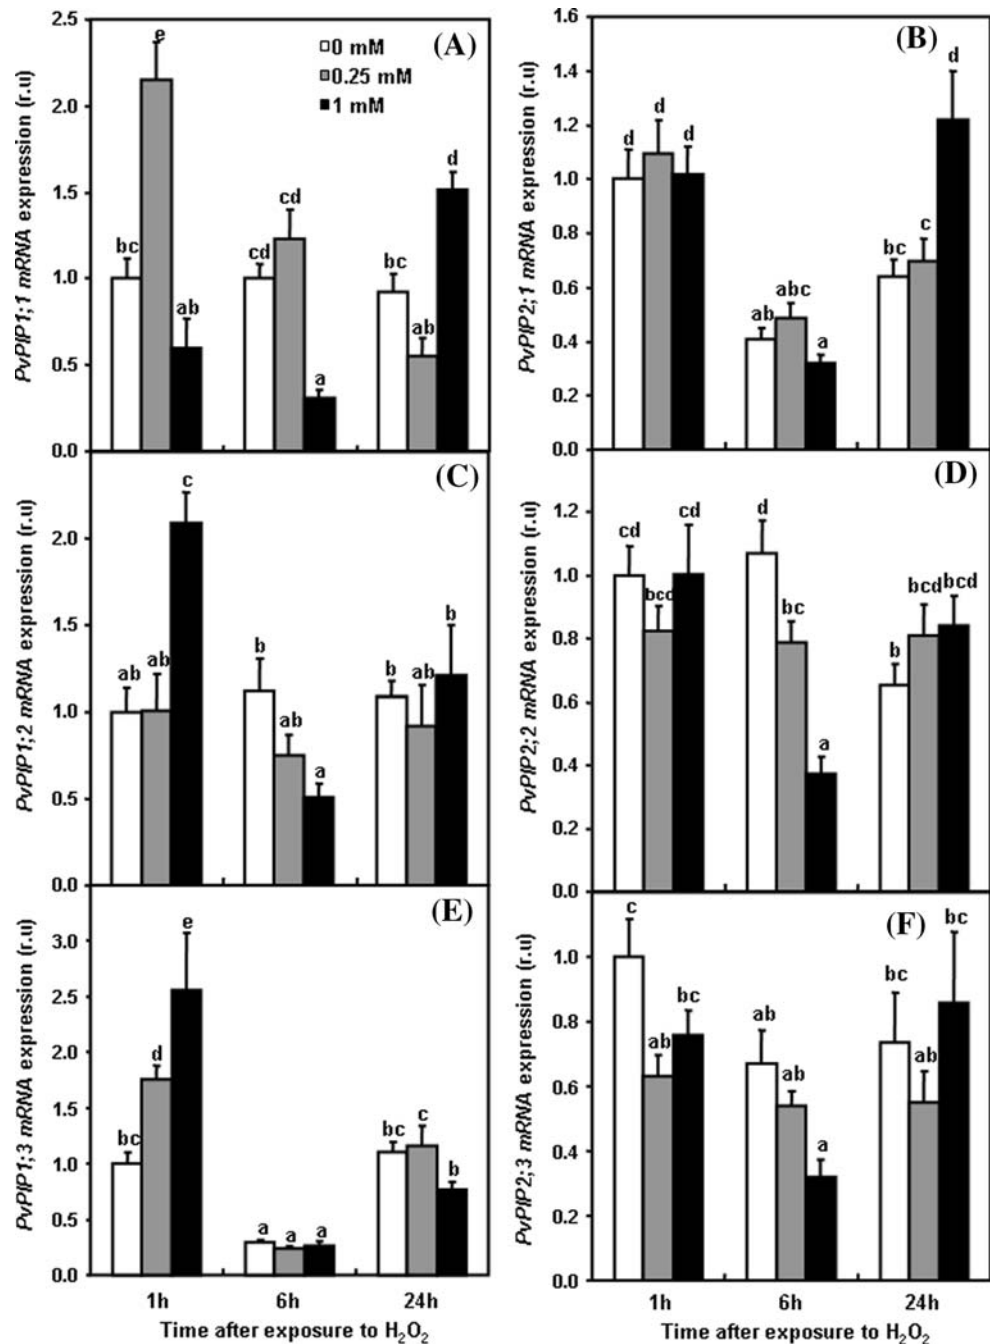 PvPIP1;1 mRNA expression (r.u)
2.5
2.0
1.5
1.0
0.5
0.0
(A)
0 mM
0.25 mM
1 mM
bc
e
ab
cd
cd
a
bc
ab
d
PvPIP2;1 mRNA expression (r.u)
1.6
1.4
1.2
1.0
0.8
0.6
0.4
0.2
0.0
(B)
d
d
d
ab
abc
a
bc
c
d
PvPIP1;2 mRNA expression (r.u)
2.0
1.5
1.0
0.5
0.0
(C)
ab
ab
c
b
ab
a
b
ab
b
PvPIP2;2 mRNA expression (r.u)
1.2
1.0
0.8
0.6
0.4
0.2
0.0
(D)
cd
bcd
cd
d
bc
a
b
bcd
bcd
PvPIP1;3 mRNA expression (r.u)
3.0
2.5
2.0
1.5
1.0
0.5
0.0
(E)
bc
d
e
a
a
a
bc
c
b
1h
6h
24h
Time after exposure to H₂O₂
PvPIP2;3 mRNA expression (r.u)
1.0
0.8
0.6
0.4
0.2
0.0
(F)
c
ab
bc
ab
ab
a
bc
ab
bc
1h
6h
24h
Time after exposure to H₂O₂